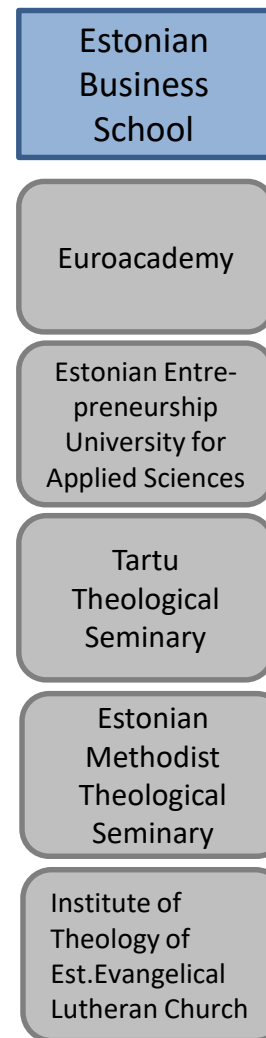 Estonian
Business
School
Euroacademy
Estonian Entre-
preneurship
University for
Applied Sciences
Tartu
Theological
Seminary
Estonian
Methodist
Theological
Seminary
Institute of
Theology of
Est.Evangelical
Lutheran Church